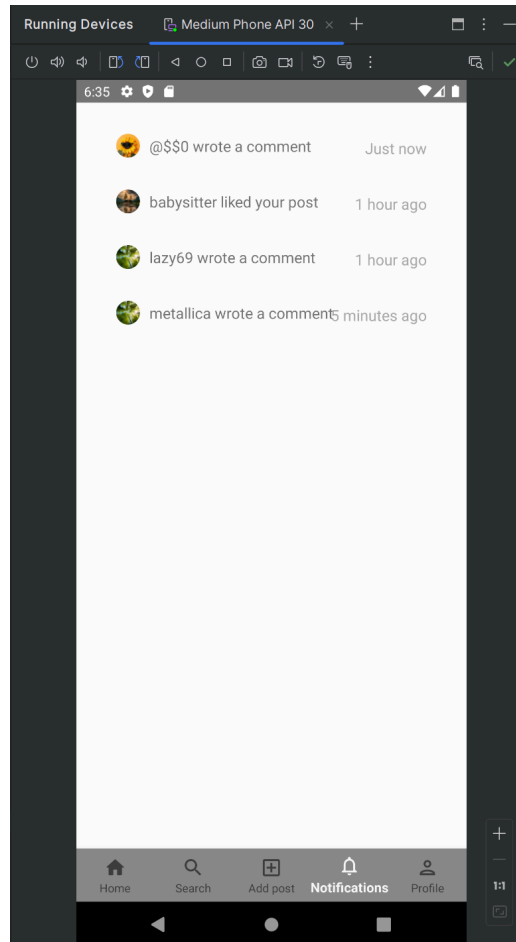 Running Devices Medium Phone API 30
6:35
@$$0 wrote a comment Just now
babysitter liked your post 1 hour ago
lazy69 wrote a comment 1 hour ago
metallica wrote a comment 5 minutes ago
1:1
Home Search Add post Notifications Profile